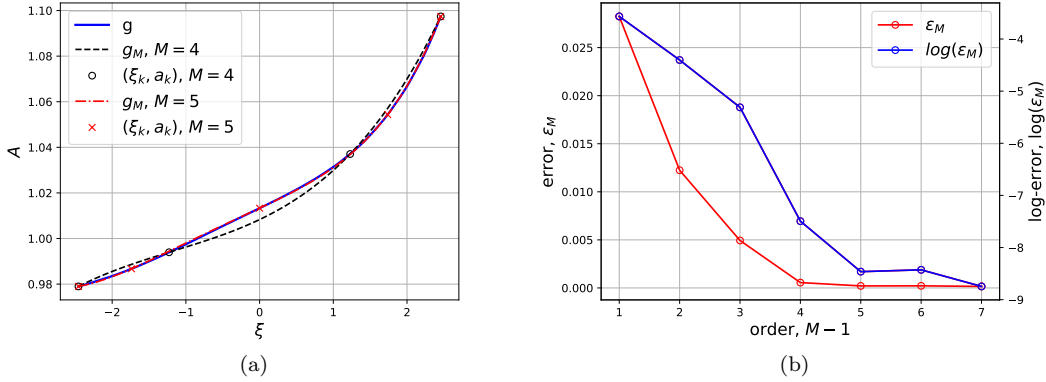 1.10
1.08
1.06
1.04
1.02
1.00
0.98
A
−2
−1
0
1
2
ξ
g
g_M, M = 4
(ξ_k, a_k), M = 4
g_M, M = 5
(ξ_k, a_k), M = 5
(a)
0.025
0.020
0.015
0.010
0.005
0.000
error, ε_M
1
2
3
4
5
6
7
order, M − 1
ε_M
log(ε_M)
−4
−5
−6
−7
−8
−9
log-error, log(ε_M)
(b)